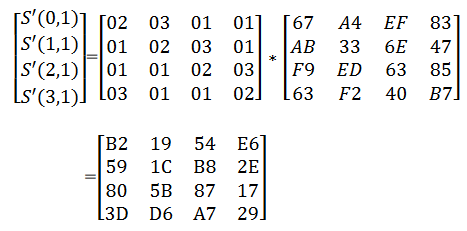 S′(0,1) 02 03 01 01 67 A4 EF 83
S′(1,1) = 01 02 03 01 * AB 33 6E 47
S′(2,1) 01 01 02 03 F9 ED 63 85
S′(3,1) 03 01 01 02 63 F2 40 B7
B2 19 54 E6
= 59 1C B8 2E
80 5B 87 17
3D D6 A7 29